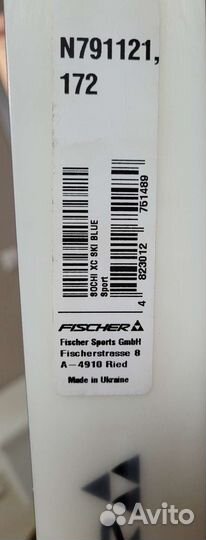 N791121,
172
SOCHI XC SKI BLUE
Sport
4 823012 751489
FISCHER
Fischer Sports GmbH
Fischerstrasse 8
A-4910 Ried
Made in Ukraine
Avito